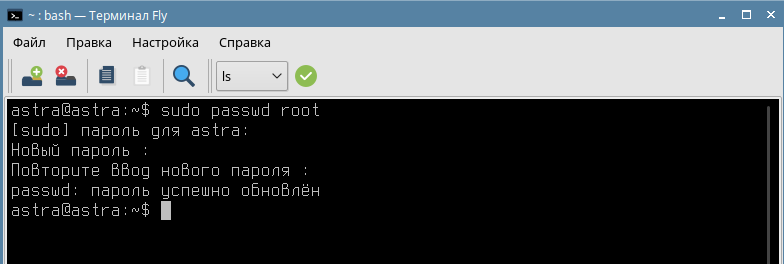 ~ : bash — Терминал Fly
Файл Правка Настройка Справка
ls
astra@astra:~$ sudo passwd root
[sudo] пароль для astra:
Новый пароль :
Повторите ввод нового пароля :
passwd: пароль успешно обновлён
astra@astra:~$